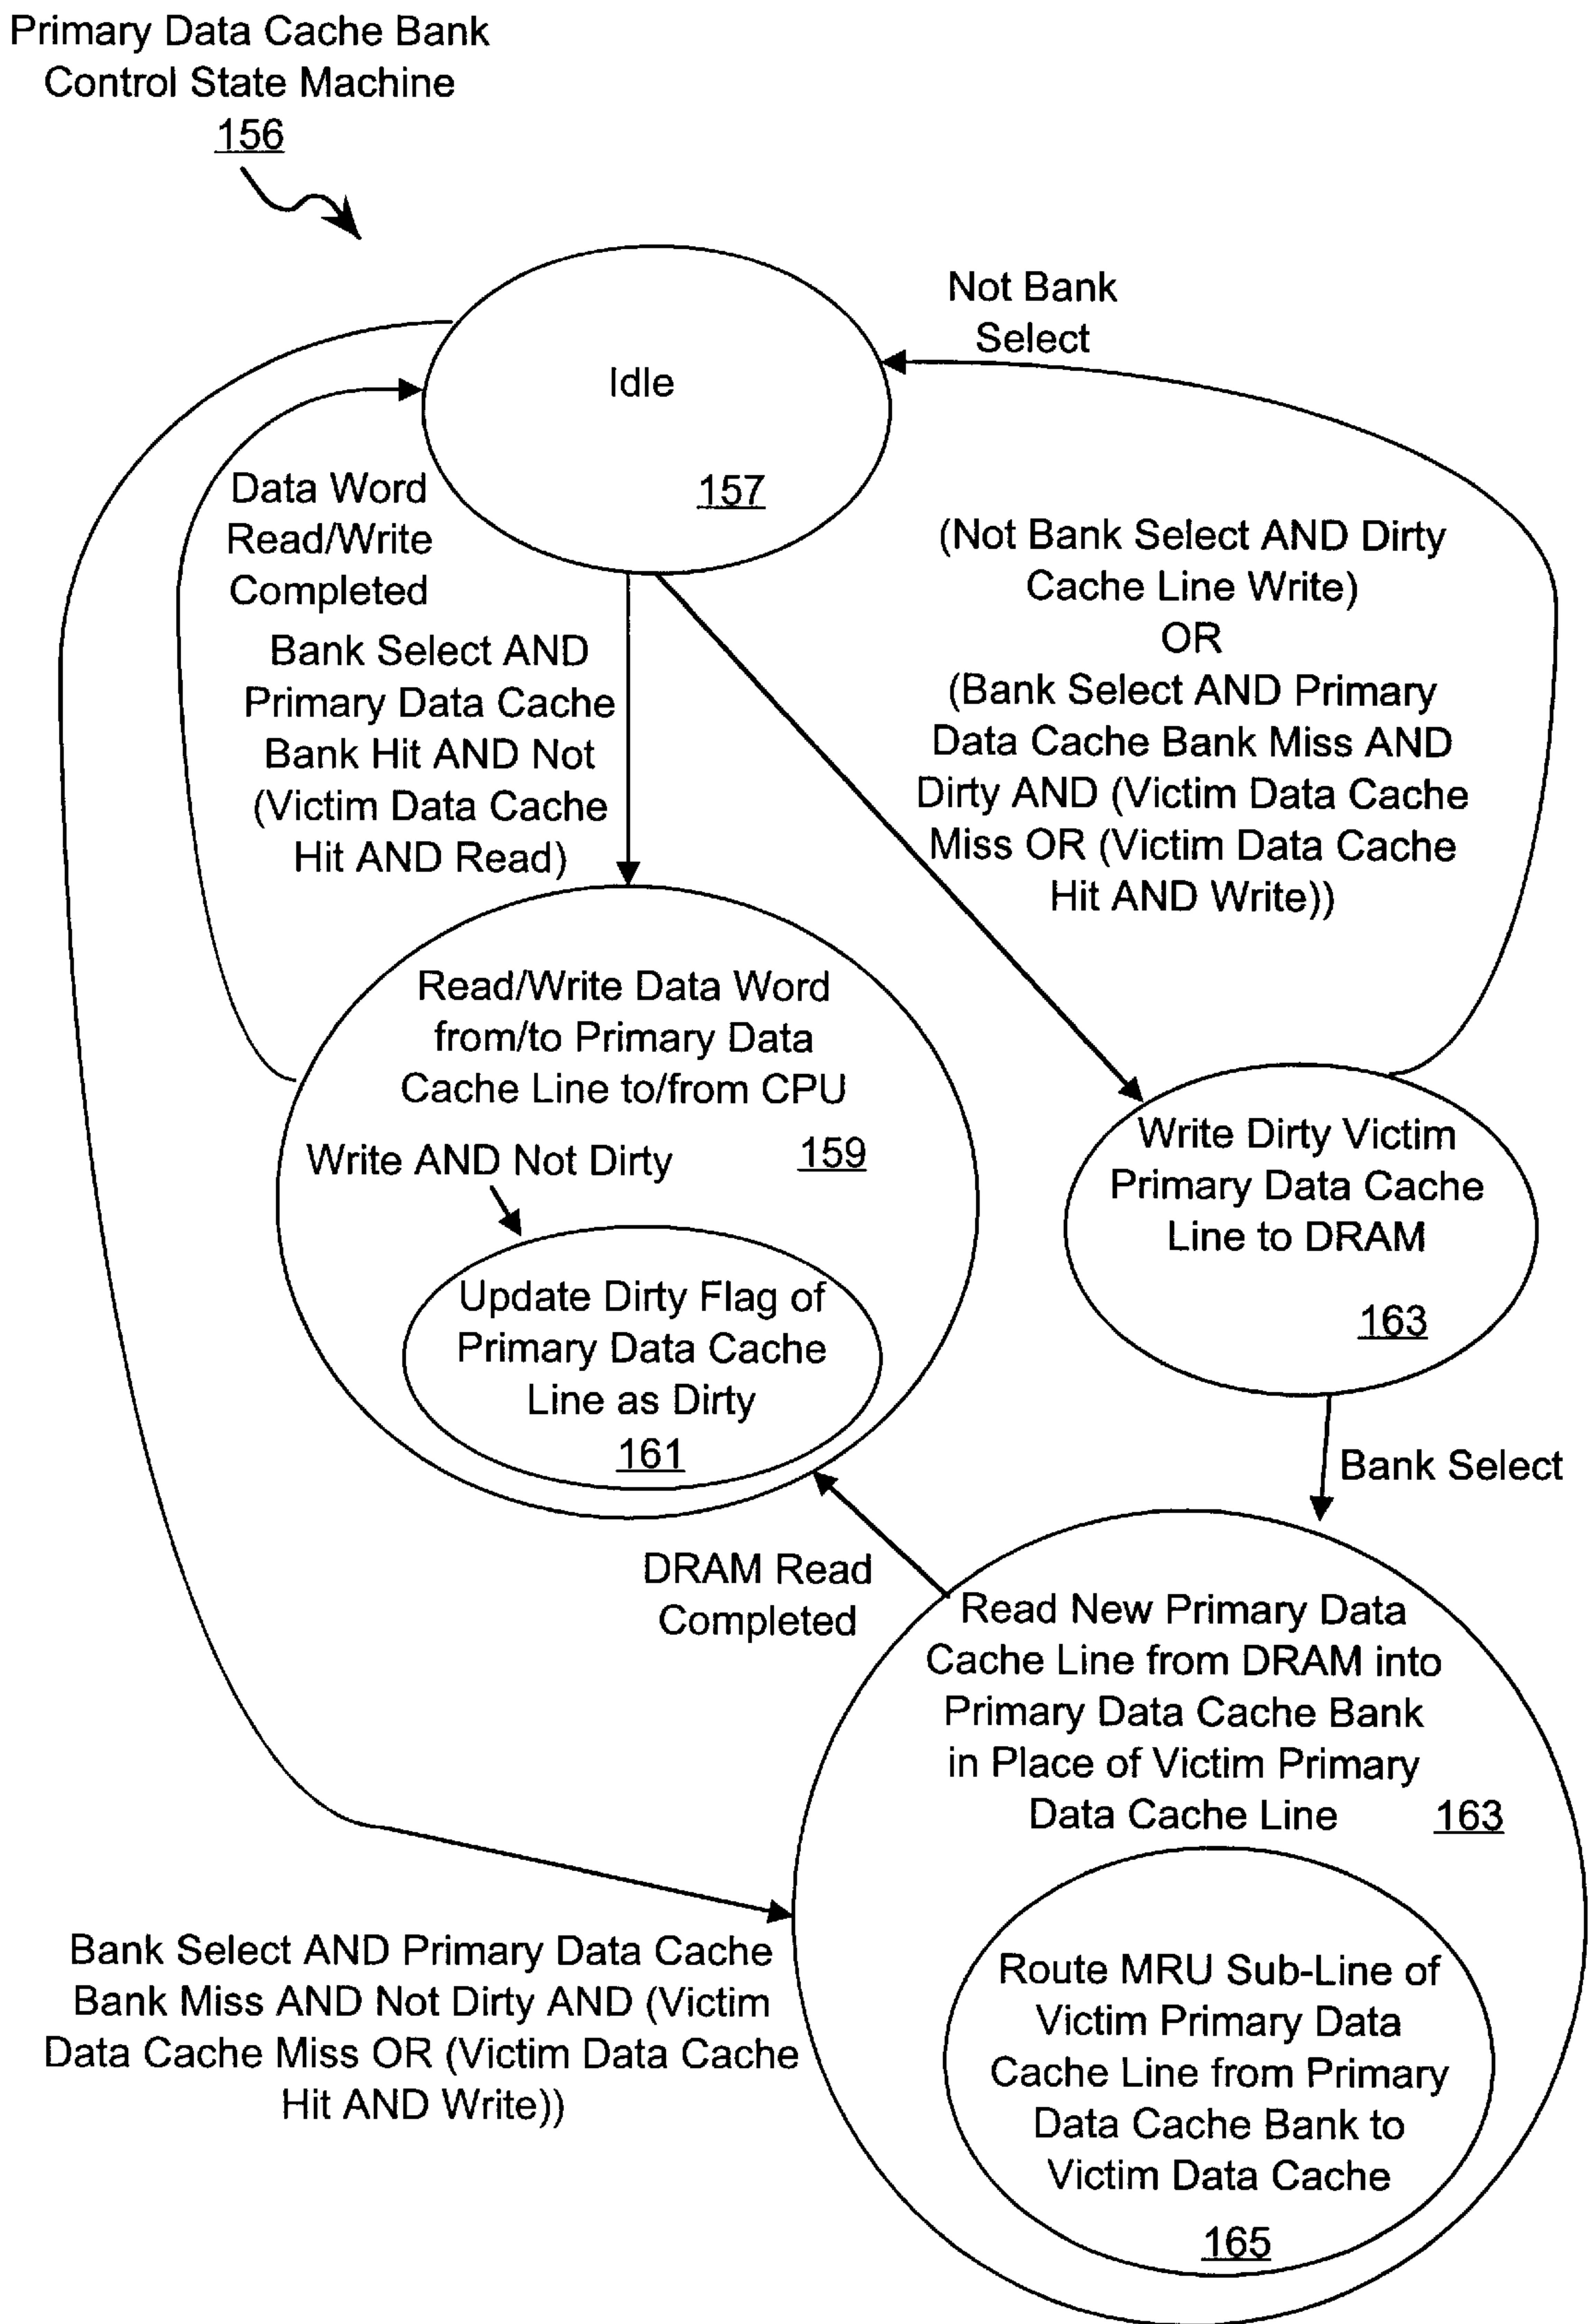 Primary Data Cache Bank
Control State Machine
156
Not Bank
Select
Idle
157
Data Word
Read/Write
Completed
Bank Select AND
Primary Data Cache
Bank Hit AND Not
(Victim Data Cache
Hit AND Read)
(Not Bank Select AND Dirty
Cache Line Write)
OR
(Bank Select AND Primary
Data Cache Bank Miss AND
Dirty AND (Victim Data Cache
Miss OR (Victim Data Cache
Hit AND Write))
Read/Write Data Word
from/to Primary Data
Cache Line to/from CPU
159
Write AND Not Dirty
Update Dirty Flag of
Primary Data Cache
Line as Dirty
161
Write Dirty Victim
Primary Data Cache
Line to DRAM
163
Bank Select
DRAM Read
Completed
Read New Primary Data
Cache Line from DRAM into
Primary Data Cache Bank
in Place of Victim Primary
Data Cache Line
163
Bank Select AND Primary Data Cache
Bank Miss AND Not Dirty AND (Victim
Data Cache Miss OR (Victim Data Cache
Hit AND Write))
Route MRU Sub-Line of
Victim Primary Data
Cache Line from Primary
Data Cache Bank to
Victim Data Cache
165